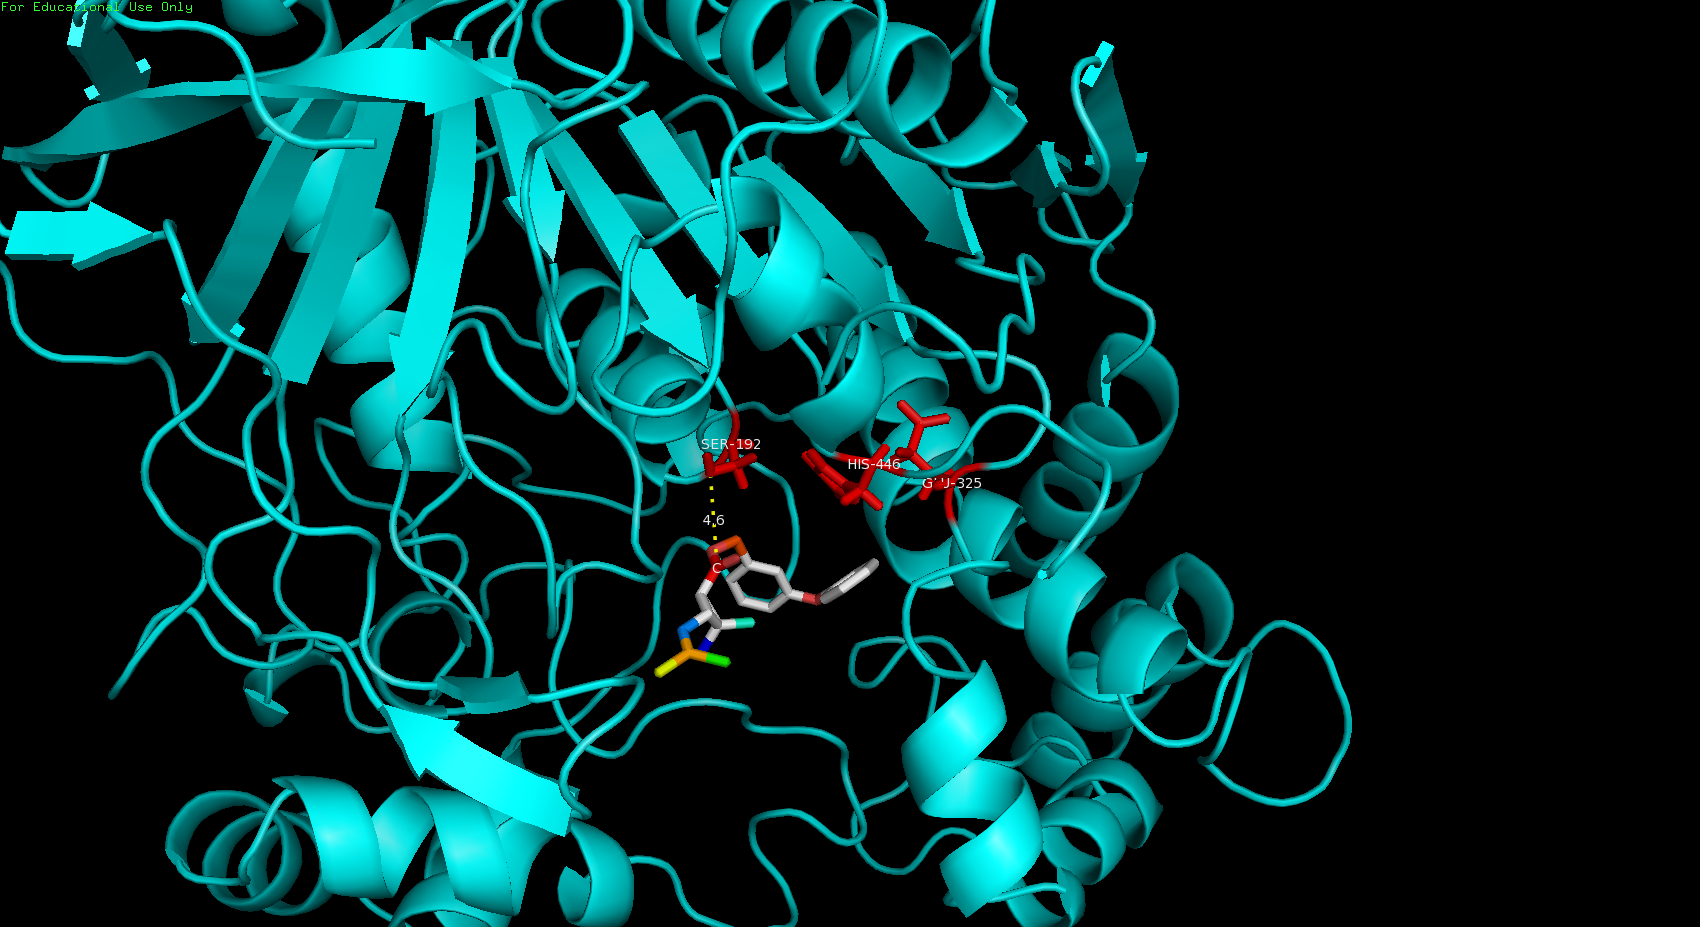 For Educational Use Only
SER-192
HIS-446
4.6
C